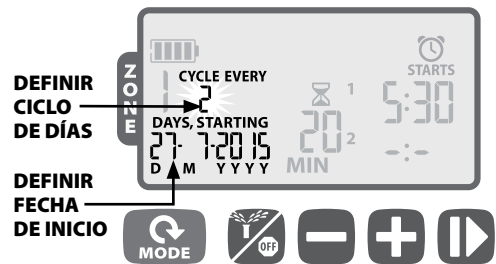 ZONE
1
CYCLE EVERY
2
DAYS, STARTING
27- 7-2015
D M Y Y Y Y
1
20 2
MIN
STARTS
5:30
-:-
DEFINIR
CICLO
DE DÍAS
DEFINIR
FECHA
DE INICIO
MODE
OFF